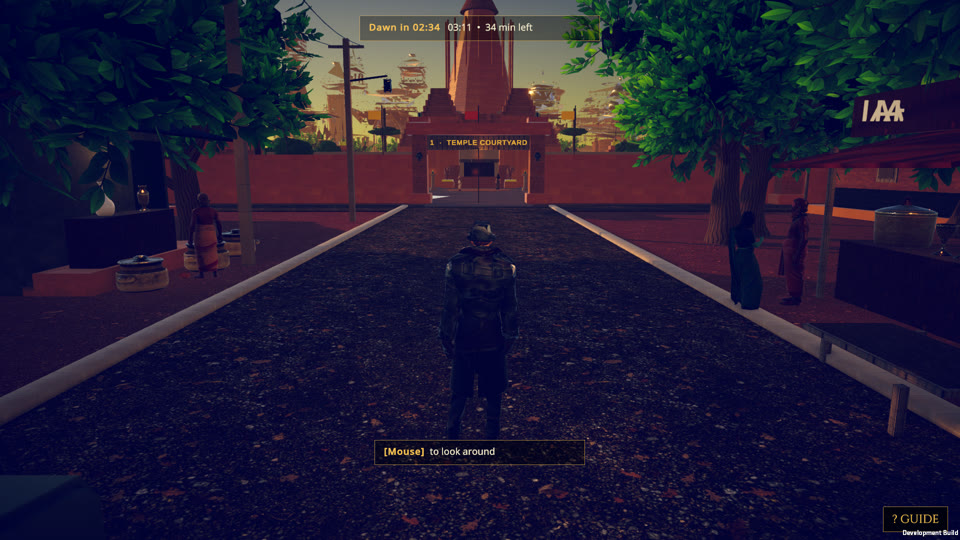 Dawn in 02:34 03:11 • 34 min left
1 · TEMPLE COURTYARD
[Mouse] to look around
? GUIDE
Development Build